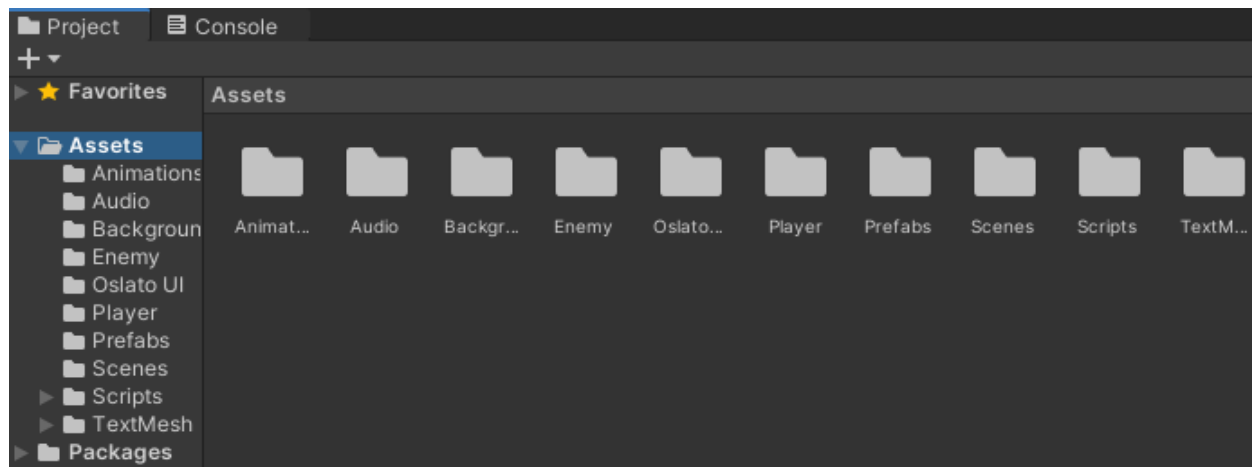 Project Console
Favorites
Assets
Animations
Audio
Backgroun
Enemy
Oslato UI
Player
Prefabs
Scenes
Scripts
TextMesh
Packages
Assets
Animat... Audio Backgr... Enemy Oslato... Player Prefabs Scenes Scripts TextM...